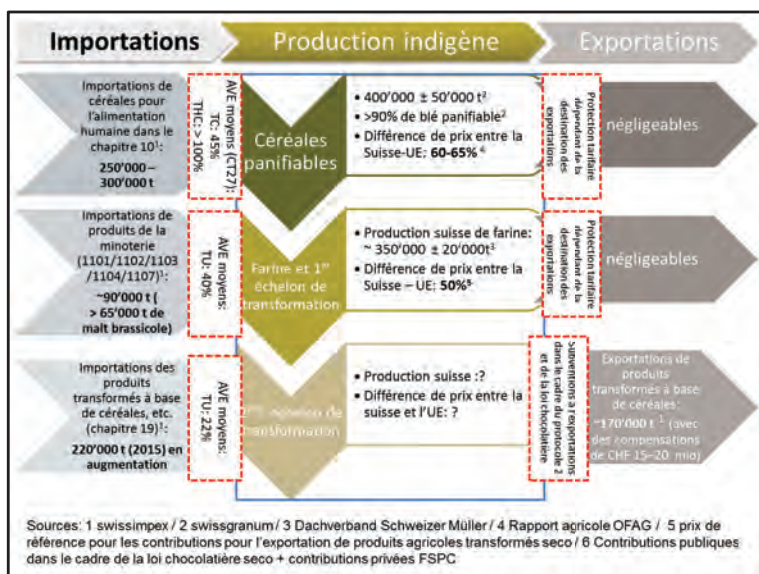 Importations
Production indigène
Exportations
Importations de
céréales pour
l'alimentation
humaine dans le
chapitre 10¹:
250'000 –
300'000 t
AVE moyens (CT27):
TC: 45%
THC: > 100%
Céréales
panifiables
• 400'000 ± 50'000 t²
• >90% de blé panifiable²
• Différence de prix entre la
Suisse-UE: 60-65% ⁴
Protection tarifaire
dépendant de la
destination des
exportations
négligeables
Importations de
produits de la
minoterie
(1101/1102/1103
/1104/1107)¹:
~90'000 t (
> 65'000 t de
malt brassicole)
AVE moyens:
TU: 40%
Farine et 1er
échelon de
transformation
• Production suisse de farine:
~ 350'000 ± 20'000t³
• Différence de prix entre la
Suisse – UE: 50%⁵
Protection tarifaire
dépendant de la
destination des
exportations
négligeables
Importations des
produits
transformés à base
de céréales, etc.
(chapitre 19)¹:
220'000 t (2015) en
augmentation
AVE moyens:
TU: 22%
échelon de
transformation
• Production suisse :?
• Différence de prix entre la
suisse et l'UE: ?
Subventions à l'exportations
dans le cadre du protocole 2
et de la loi chocolatière
Exportations de
produits
transformés à base
de céréales:
~170'000 t ¹ (avec
des compensations
de CHF 15–20 mio)
Sources: 1 swissimpex / 2 swissgranum / 3 Dachverband Schweizer Müller / 4 Rapport agricole OFAG / 5 prix de
référence pour les contributions pour l'exportation de produits agricoles transformés seco / 6 Contributions publiques
dans le cadre de la loi chocolatière seco + contributions privées FSPC